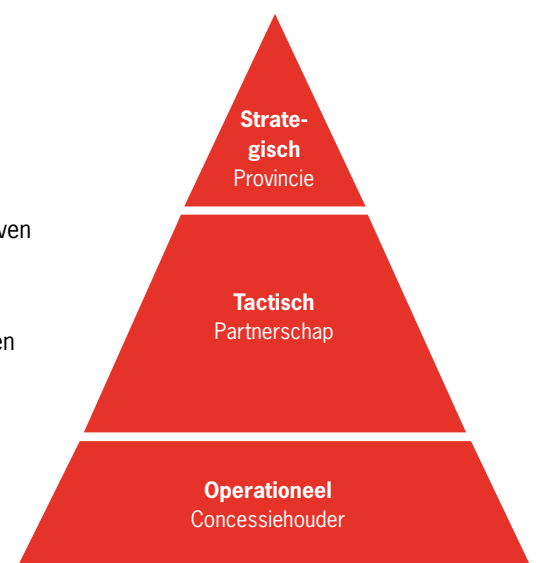 Strate-
gisch
Provincie
ven
Tactisch
Partnerschap
en
Operationeel
Concessiehouder